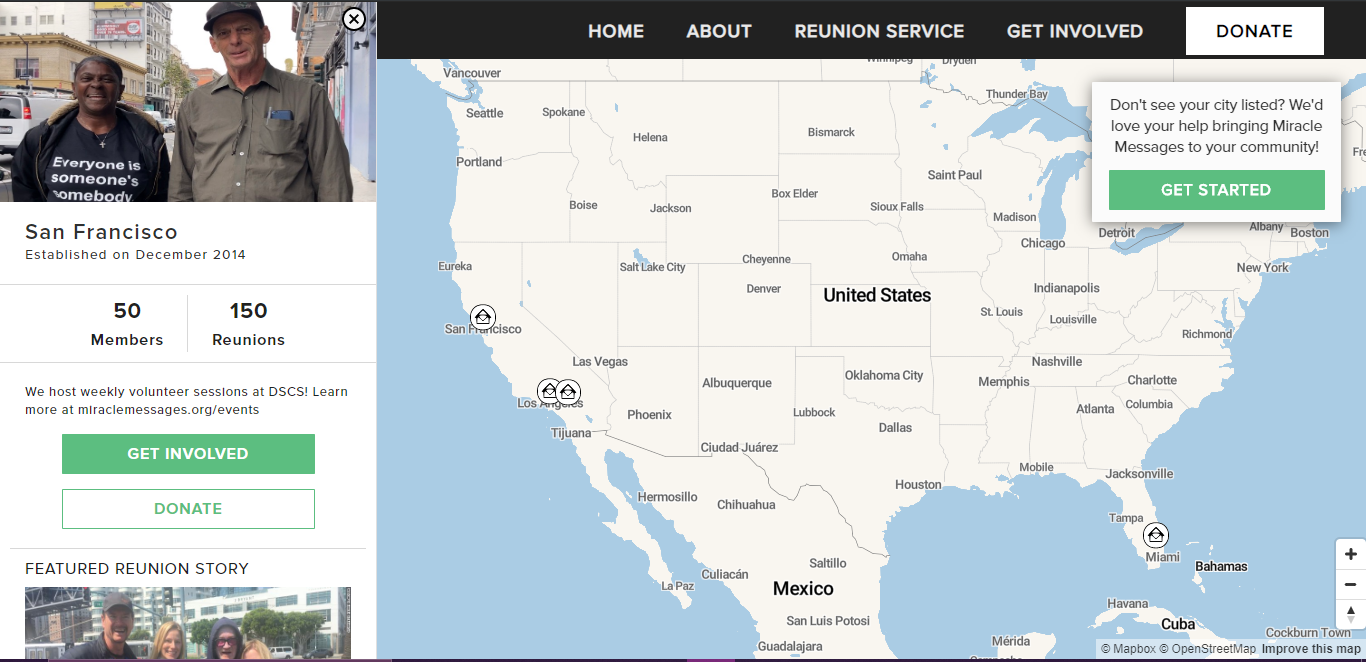 HOME ABOUT REUNION SERVICE GET INVOLVED DONATE
Everyone is
someone's
somebody.
San Francisco
Established on December 2014
50 150
Members Reunions
We host weekly volunteer sessions at DSCS! Learn
more at miraclemessages.org/events
GET INVOLVED
DONATE
FEATURED REUNION STORY
Don't see your city listed? We'd
love your help bringing Miracle
Messages to your community!
GET STARTED
Winnipeg
Dryden
Vancouver
Thunder Bay
Seattle
Spokane
Helena
Bismarck
Portland
Saint Paul
Box Elder
Boise
Jackson
Sioux Falls
Madison
Detroit
Albany
Boston
Chicago
Eureka
Salt Lake City
Cheyenne
Omaha
New York
Denver
United States
Indianapolis
St. Louis
Louisville
San Francisco
Richmond
Las Vegas
Nashville
Albuquerque
Oklahoma City
Memphis
Charlotte
Los Angeles
Phoenix
Lubbock
Atlanta
Columbia
Dallas
Tijuana
Ciudad Juárez
Mobile
Jacksonville
Houston
Hermosillo
Chihuahua
Tampa
Miami
Bahamas
Saltillo
Culiacán
La Paz
Mexico
Havana
San Luis Potosi
Cuba
Cockburn Town
Mérida
Guadalajara
© Mapbox © OpenStreetMap Improve this map